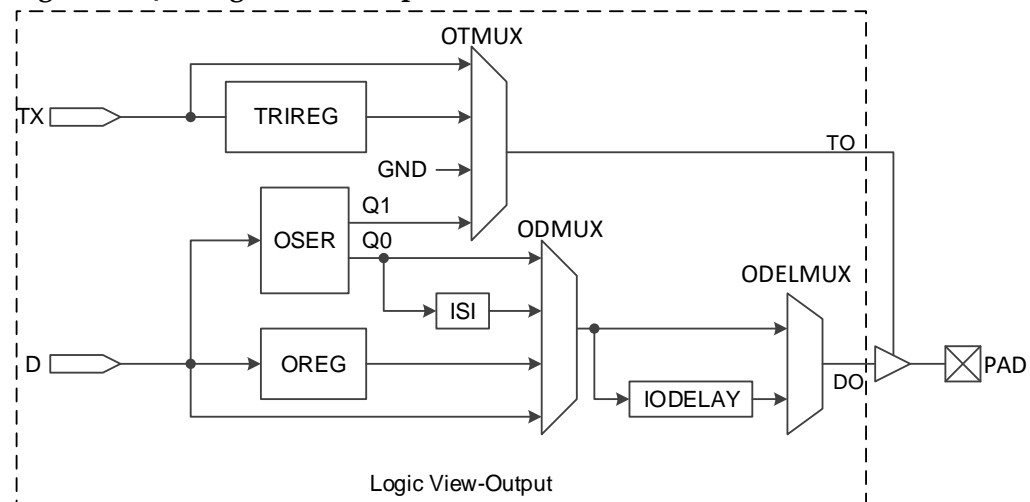 OTMUX
TX
TRIREG
TO
GND
Q1
OSER
Q0
ODMUX
ODELMUX
ISI
D
OREG
DO
PAD
IODELAY
Logic View-Output